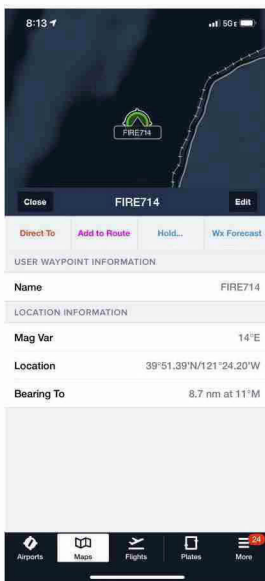 8:13
5G E
FIRE714
Close FIRE714 Edit
Direct To Add to Route Hold... Wx Forecast
USER WAYPOINT INFORMATION
Name FIRE714
LOCATION INFORMATION
Mag Var 14°E
Location 39°51.39'N/121°24.20'W
Bearing To 8.7 nm at 11°M
24
Airports Maps Flights Plates More